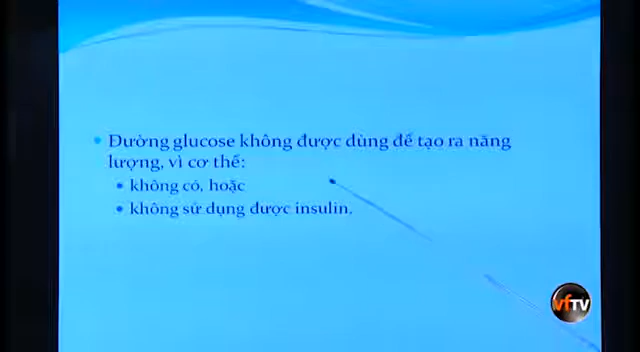 Đường glucose không được dùng để tạo ra năng
lượng, vì cơ thể:
không có, hoặc
không sử dụng được insulin.
vfTV